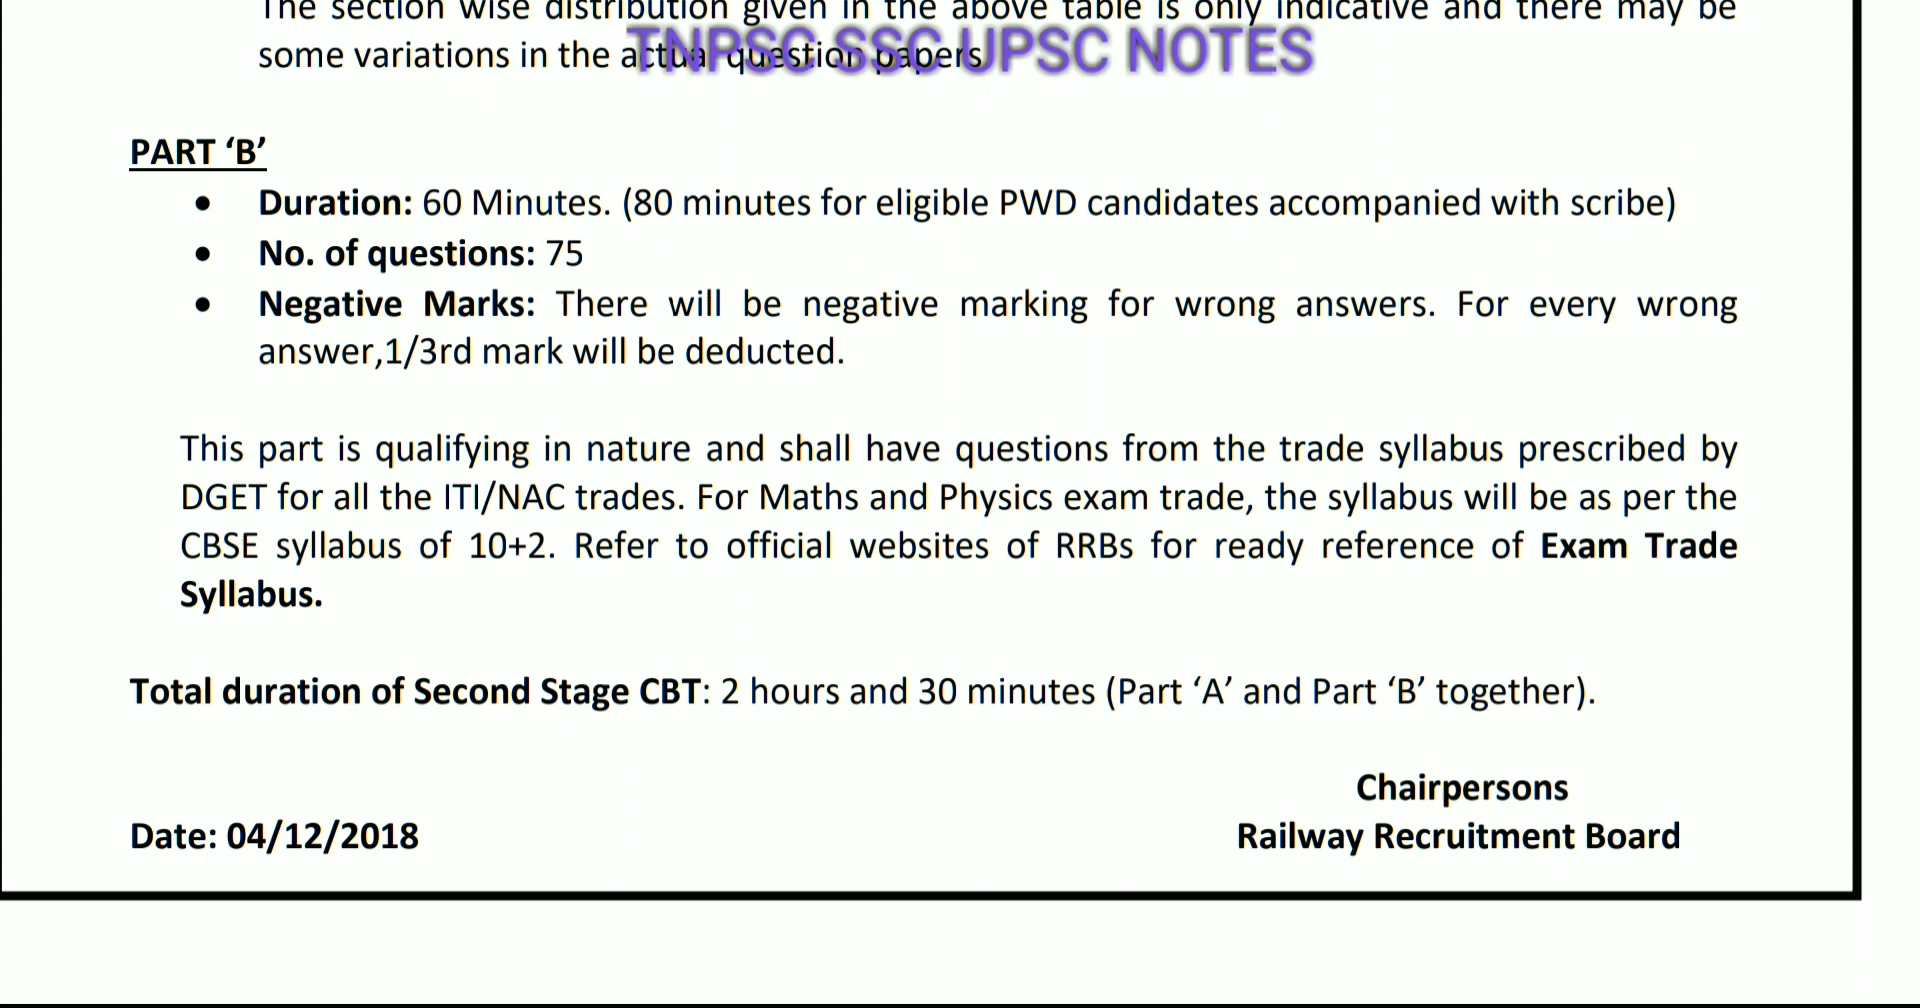 The section wise distribution given in the above table is only indicative and there may be
TNPSC SSC UPSC NOTES
some variations in the actual question papers
PART ‘B’
• Duration: 60 Minutes. (80 minutes for eligible PWD candidates accompanied with scribe)
• No. of questions: 75
• Negative Marks: There will be negative marking for wrong answers. For every wrong
answer,1/3rd mark will be deducted.
This part is qualifying in nature and shall have questions from the trade syllabus prescribed by
DGET for all the ITI/NAC trades. For Maths and Physics exam trade, the syllabus will be as per the
CBSE syllabus of 10+2. Refer to official websites of RRBs for ready reference of Exam Trade
Syllabus.
Total duration of Second Stage CBT: 2 hours and 30 minutes (Part ‘A’ and Part ‘B’ together).
Chairpersons
Date: 04/12/2018 Railway Recruitment Board